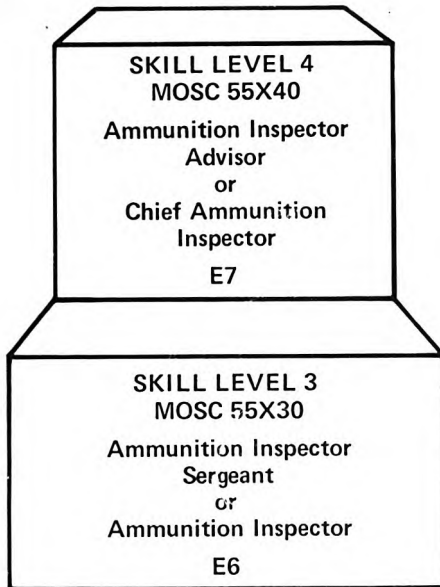 SKILL LEVEL 4
MOSC 55X40
Ammunition Inspector
Advisor
or
Chief Ammunition
Inspector
E7
SKILL LEVEL 3
MOSC 55X30
Ammunition Inspector
Sergeant
or
Ammunition Inspector
E6